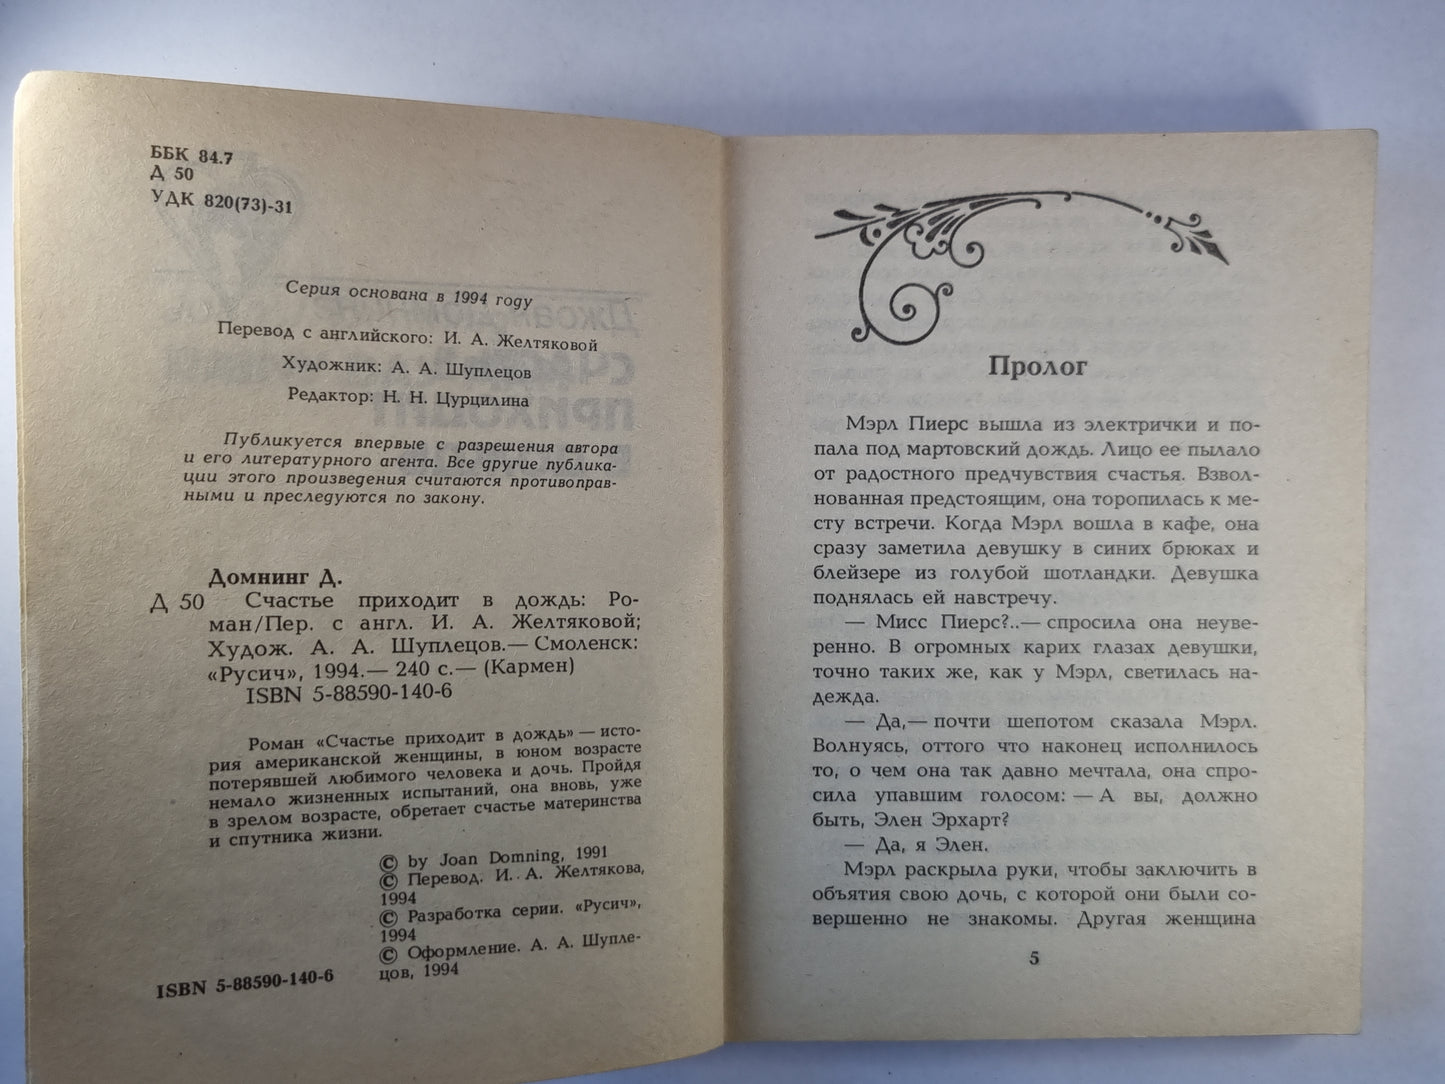 ББК 84.7
Д 50
УДК 820(73)-31
Серия основана в 1994 году
Перевод с английского: И. А. Желтяковой
Художник: А. А. Шуплецов
Редактор: Н. Н. Цурцилина
Публикуется впервые с разрешения автора
и его литературного агента. Все другие публика-
ции этого произведения считаются противоправ-
ными и преследуются по закону.
Домнинг Д.
Д 50 Счастье приходит в дождь: Ро-
ман/Пер. с англ. И. А. Желтяковой;
Худож. А. А. Шуплецов.— Смоленск:
«Русич», 1994.— 240 с.— (Кармен)
ISBN 5-88590-140-6
Роман «Счастье приходит в дождь» — исто-
рия американской женщины, в юном возрасте
потерявшей любимого человека и дочь. Пройдя
немало жизненных испытаний, она вновь, уже
в зрелом возрасте, обретает счастье материнства
и спутника жизни.
© by Joan Domning, 1991
© Перевод. И. А. Желтякова,
1994
© Разработка серии. «Русич»,
1994
© Оформление. А. А. Шупле-
цов, 1994
ISBN 5-88590-140-6
Пролог
Мэрл Пиерс вышла из электрички и по-
пала под мартовский дождь. Лицо ее пылало
от радостного предчувствия счастья. Взвол-
нованная предстоящим, она торопилась к ме-
сту встречи. Когда Мэрл вошла в кафе, она
сразу заметила девушку в синих брюках и
блейзере из голубой шотландки. Девушка
поднялась ей навстречу.
— Мисс Пиерс?..— спросила она неуве-
ренно. В огромных карих глазах девушки,
точно таких же, как у Мэрл, светилась на-
дежда.
— Да,— почти шепотом сказала Мэрл.
Волнуясь, оттого что наконец исполнилось
то, о чем она так давно мечтала, она спро-
сила упавшим голосом: — А вы, должно
быть, Элен Эрхарт?
— Да, я Элен.
Мэрл раскрыла руки, чтобы заключить в
объятия свою дочь, с которой они были со-
вершенно не знакомы. Другая женщина
5